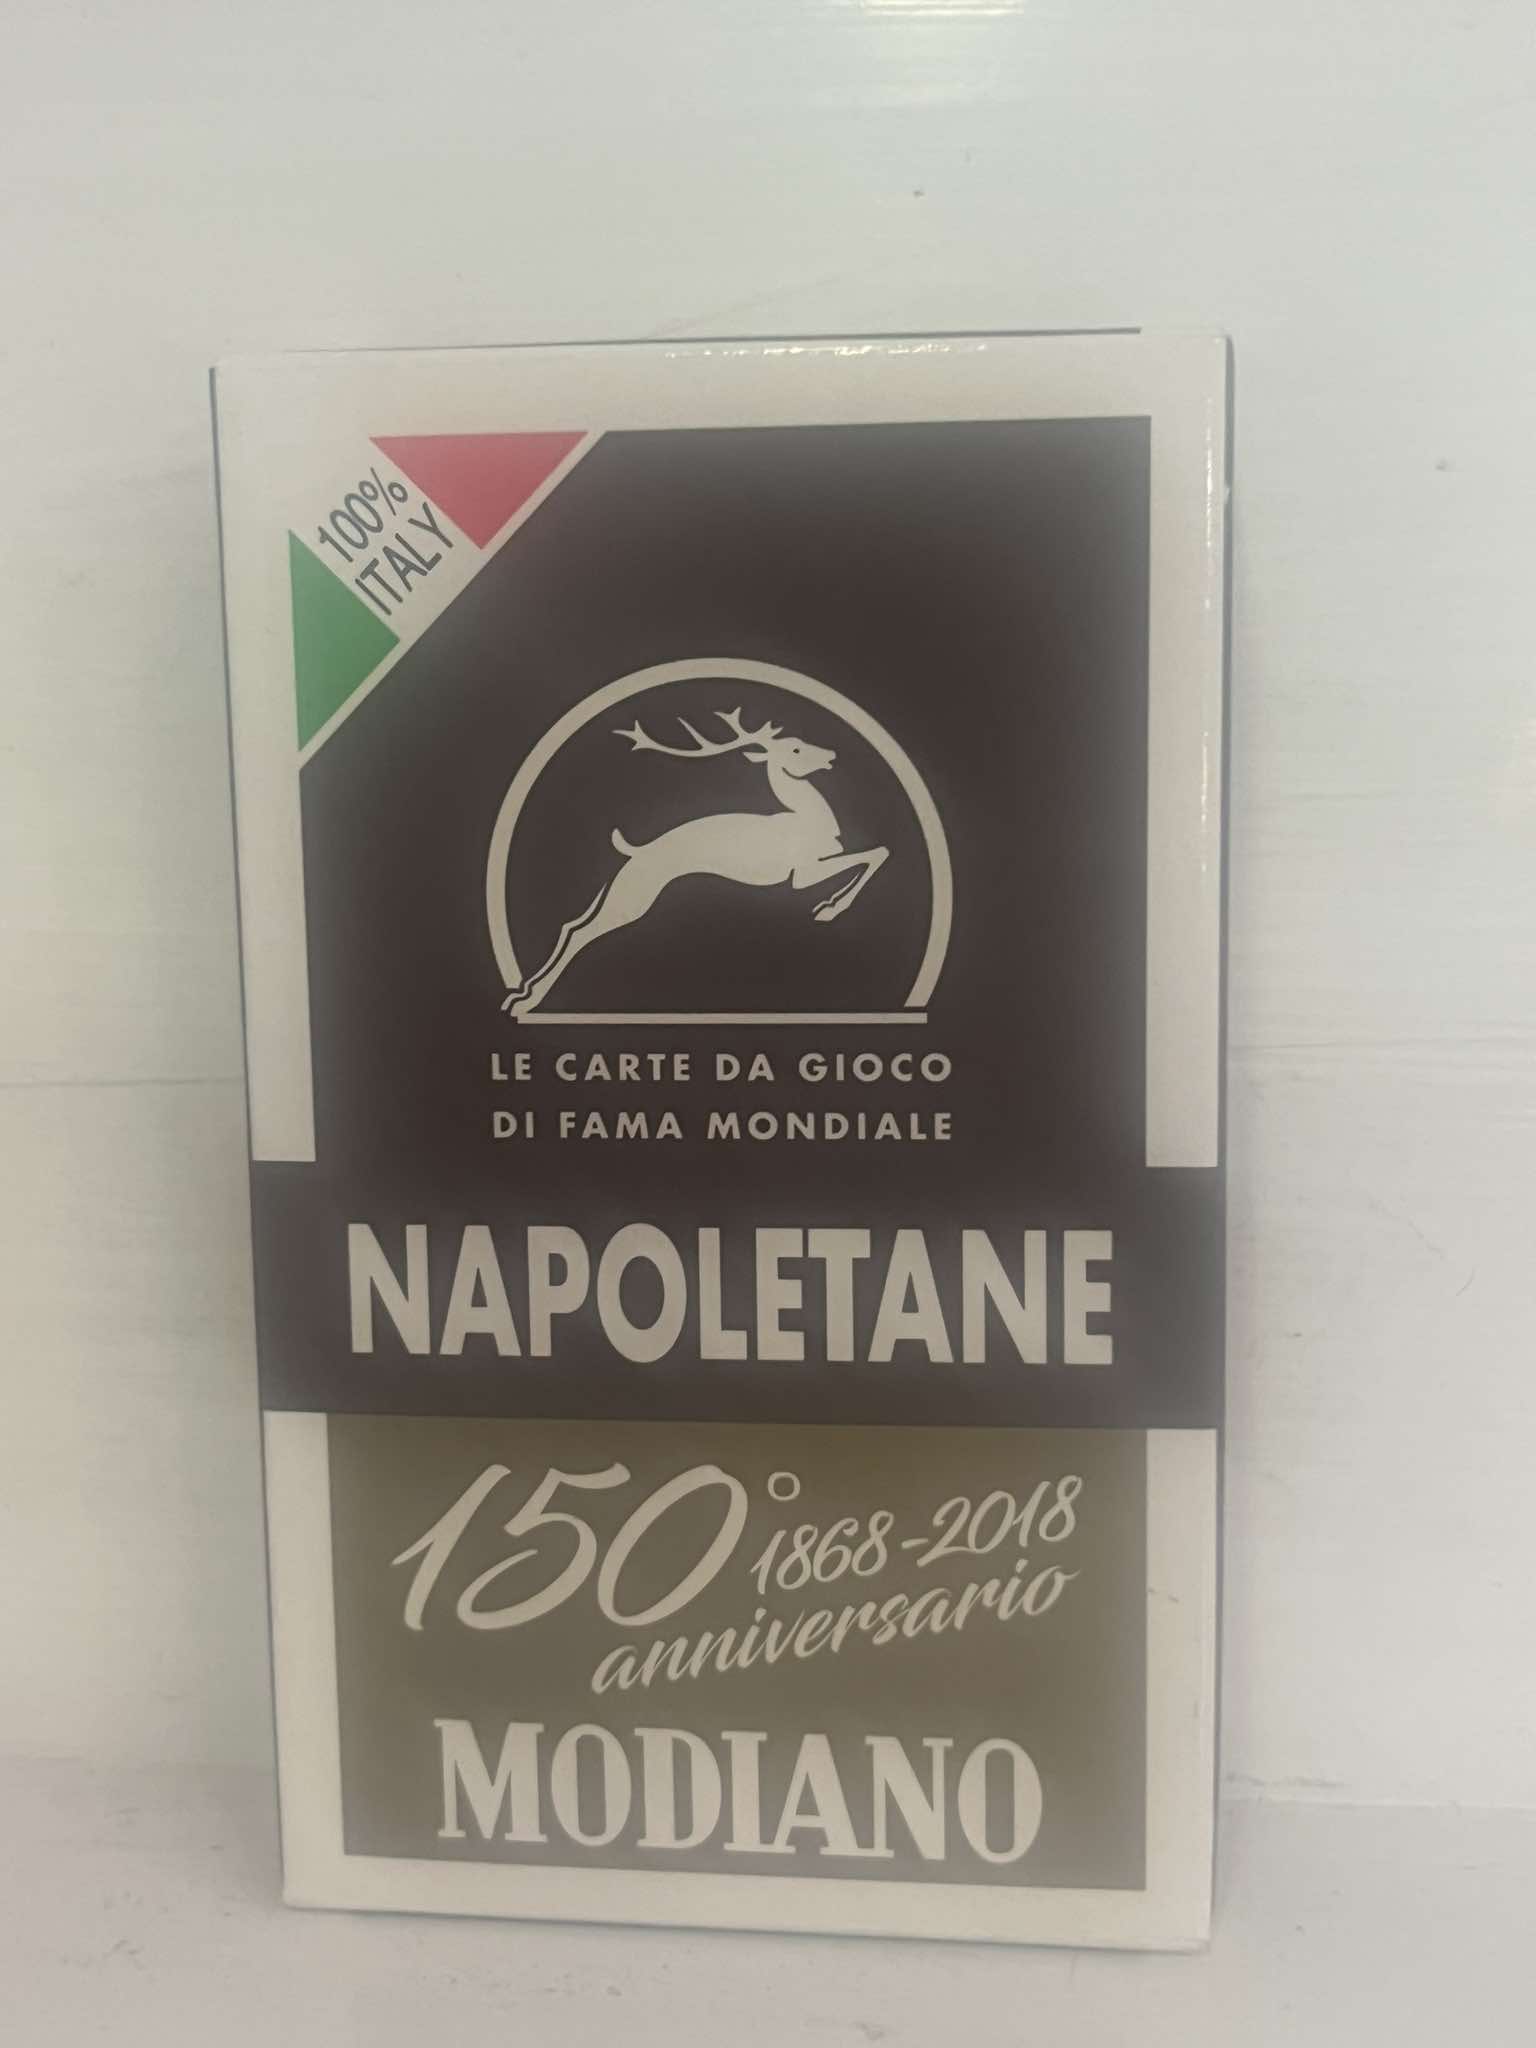 100%
ITALY
LE CARTE DA GIOCO
DI FAMA MONDIALE
NAPOLETANE
150° 1868-2018
anniversario
MODIANO